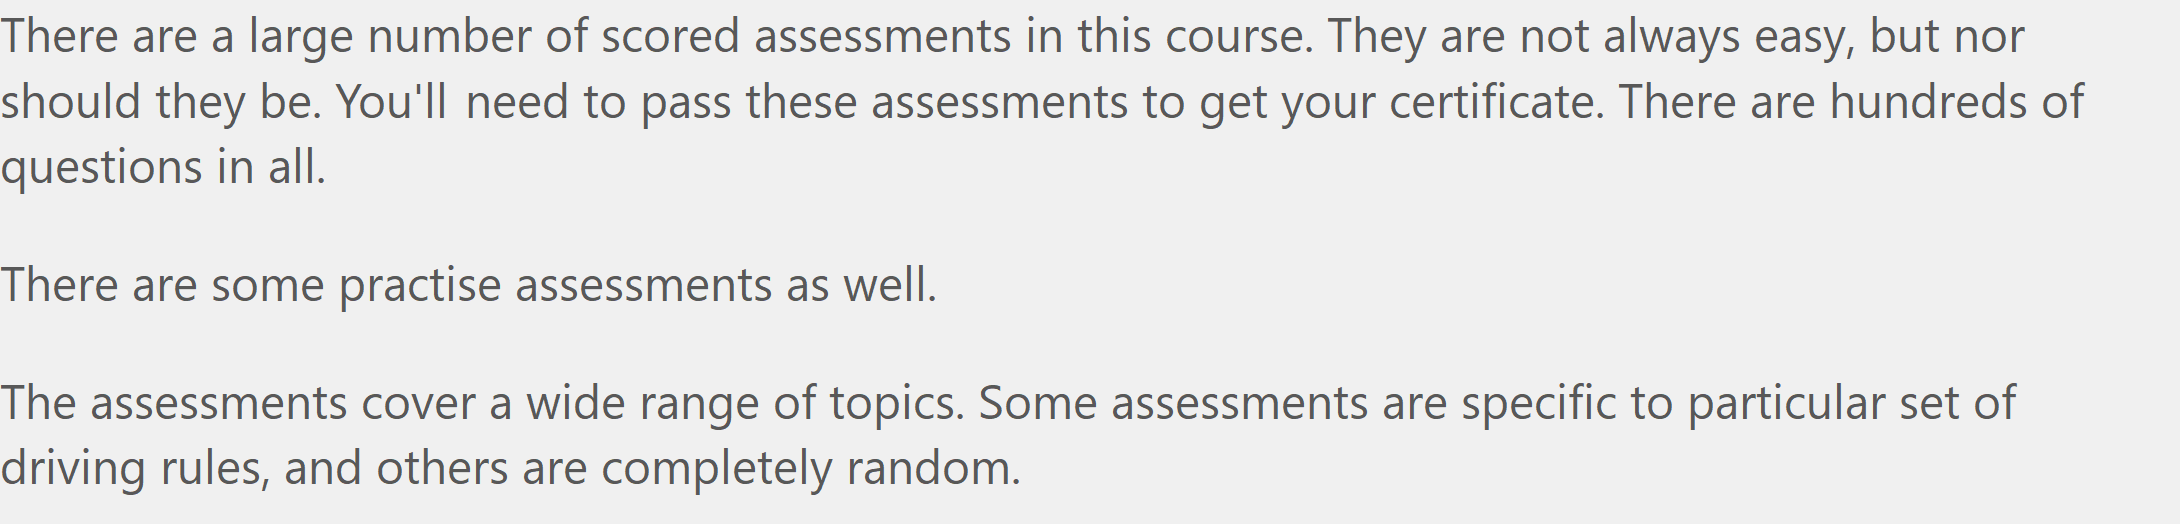 There are a large number of scored assessments in this course. They are not always easy, but nor
should they be. You'll need to pass these assessments to get your certificate. There are hundreds of
questions in all.
There are some practise assessments as well.
The assessments cover a wide range of topics. Some assessments are specific to particular set of
driving rules, and others are completely random.